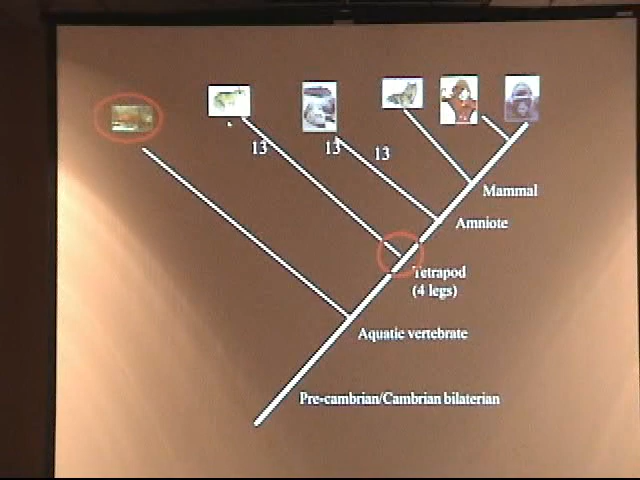 13
13
13
Mammal
Amniote
Tetrapod
(4 legs)
Aquatic vertebrate
Pre-cambrian/Cambrian bilaterian